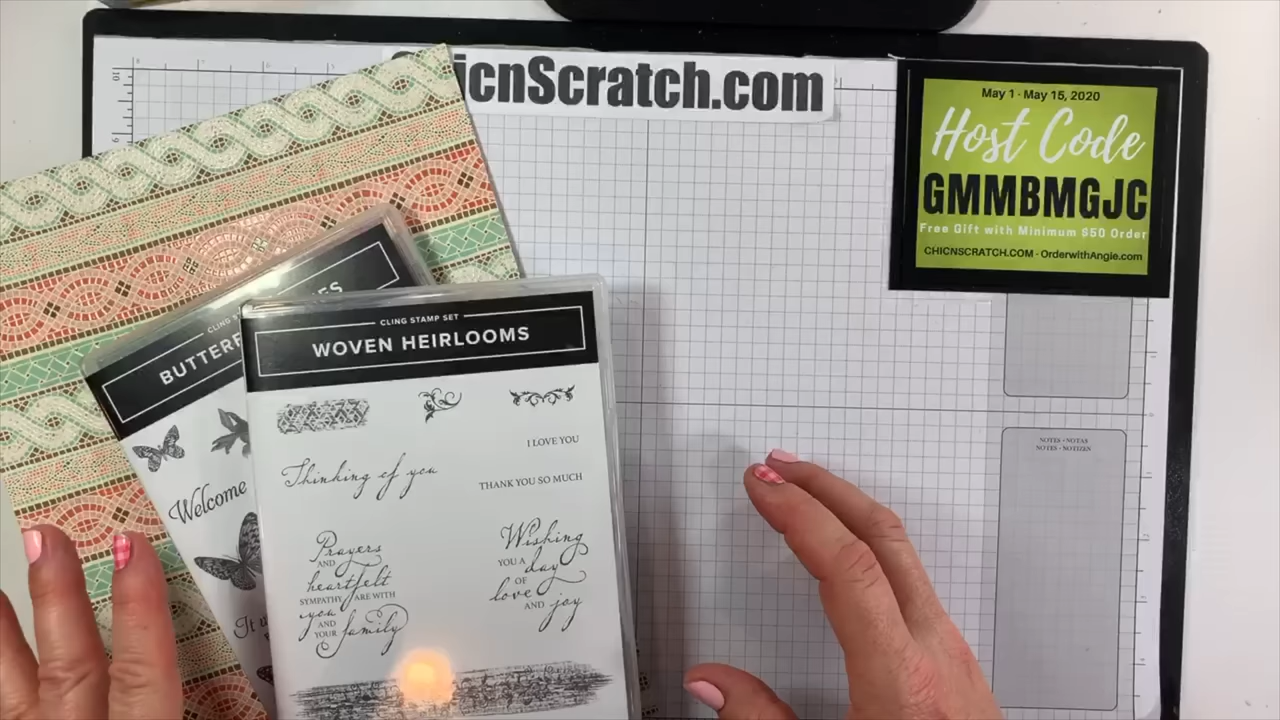 icnScratch.com
May 1 - May 15, 2020
Host Code
GMMBMGJC
Free Gift with Minimum $50 Order
CHICNSCRATCH.COM - OrderwithAngie.com
CLING STAMP SET
WOVEN HEIRLOOMS
I LOVE YOU
Thinking of you
THANK YOU SO MUCH
Prayers
AND
heartfelt
SYMPATHY ARE WITH
you
AND
YOUR family
Wishing
YOU A day
OF
love
AND joy
CLING
BUTTERF
Welcome
NOTES • NOTAS
NOTES • NOTIZEN